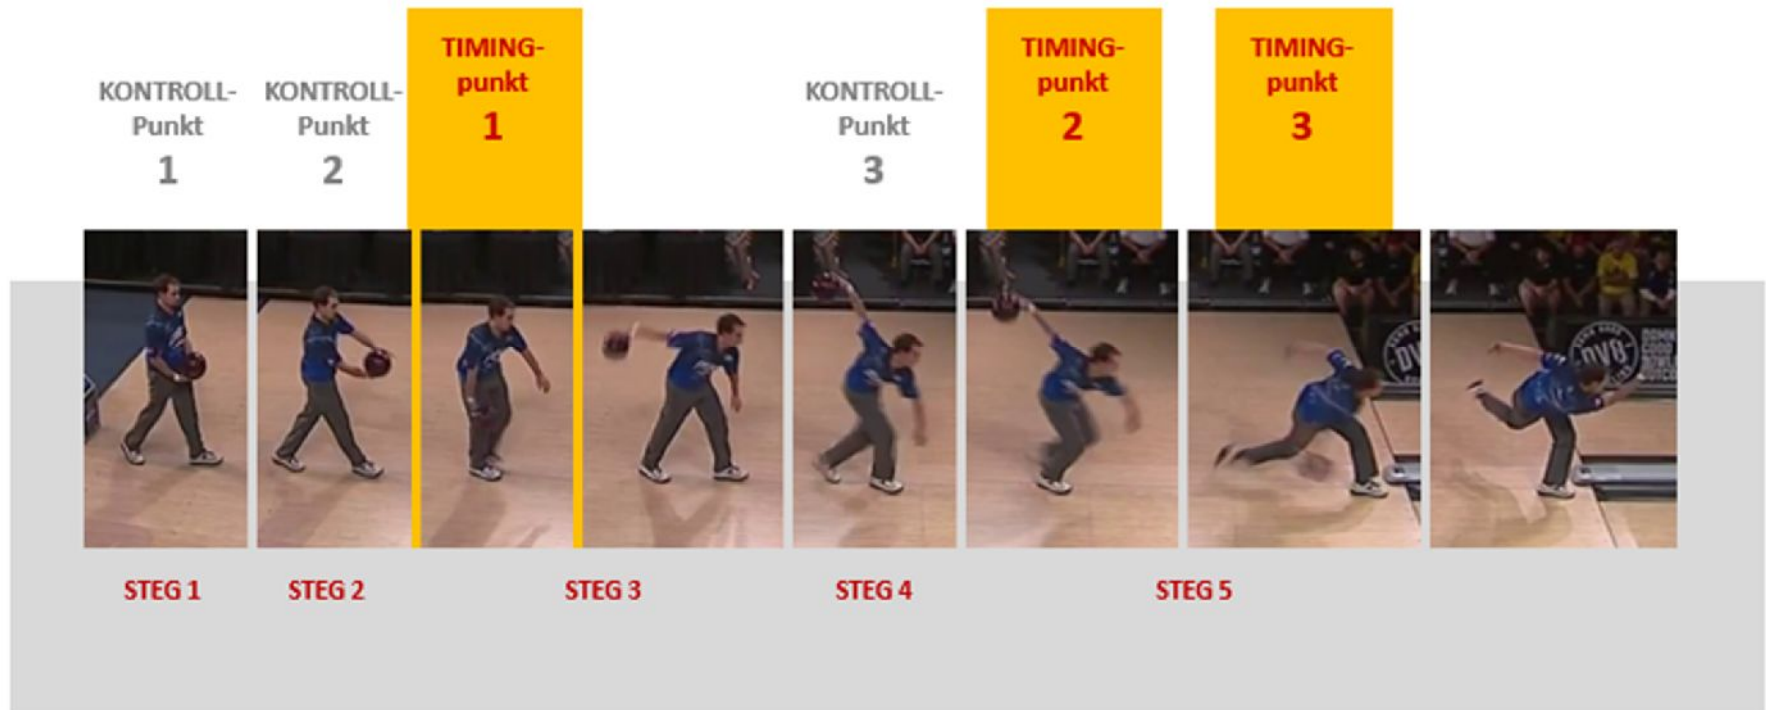 KONTROLL-
Punkt
1
KONTROLL-
Punkt
2
TIMING-
punkt
1
KONTROLL-
Punkt
3
TIMING-
punkt
2
TIMING-
punkt
3
DVB
STEG 1
STEG 2
STEG 3
STEG 4
STEG 5